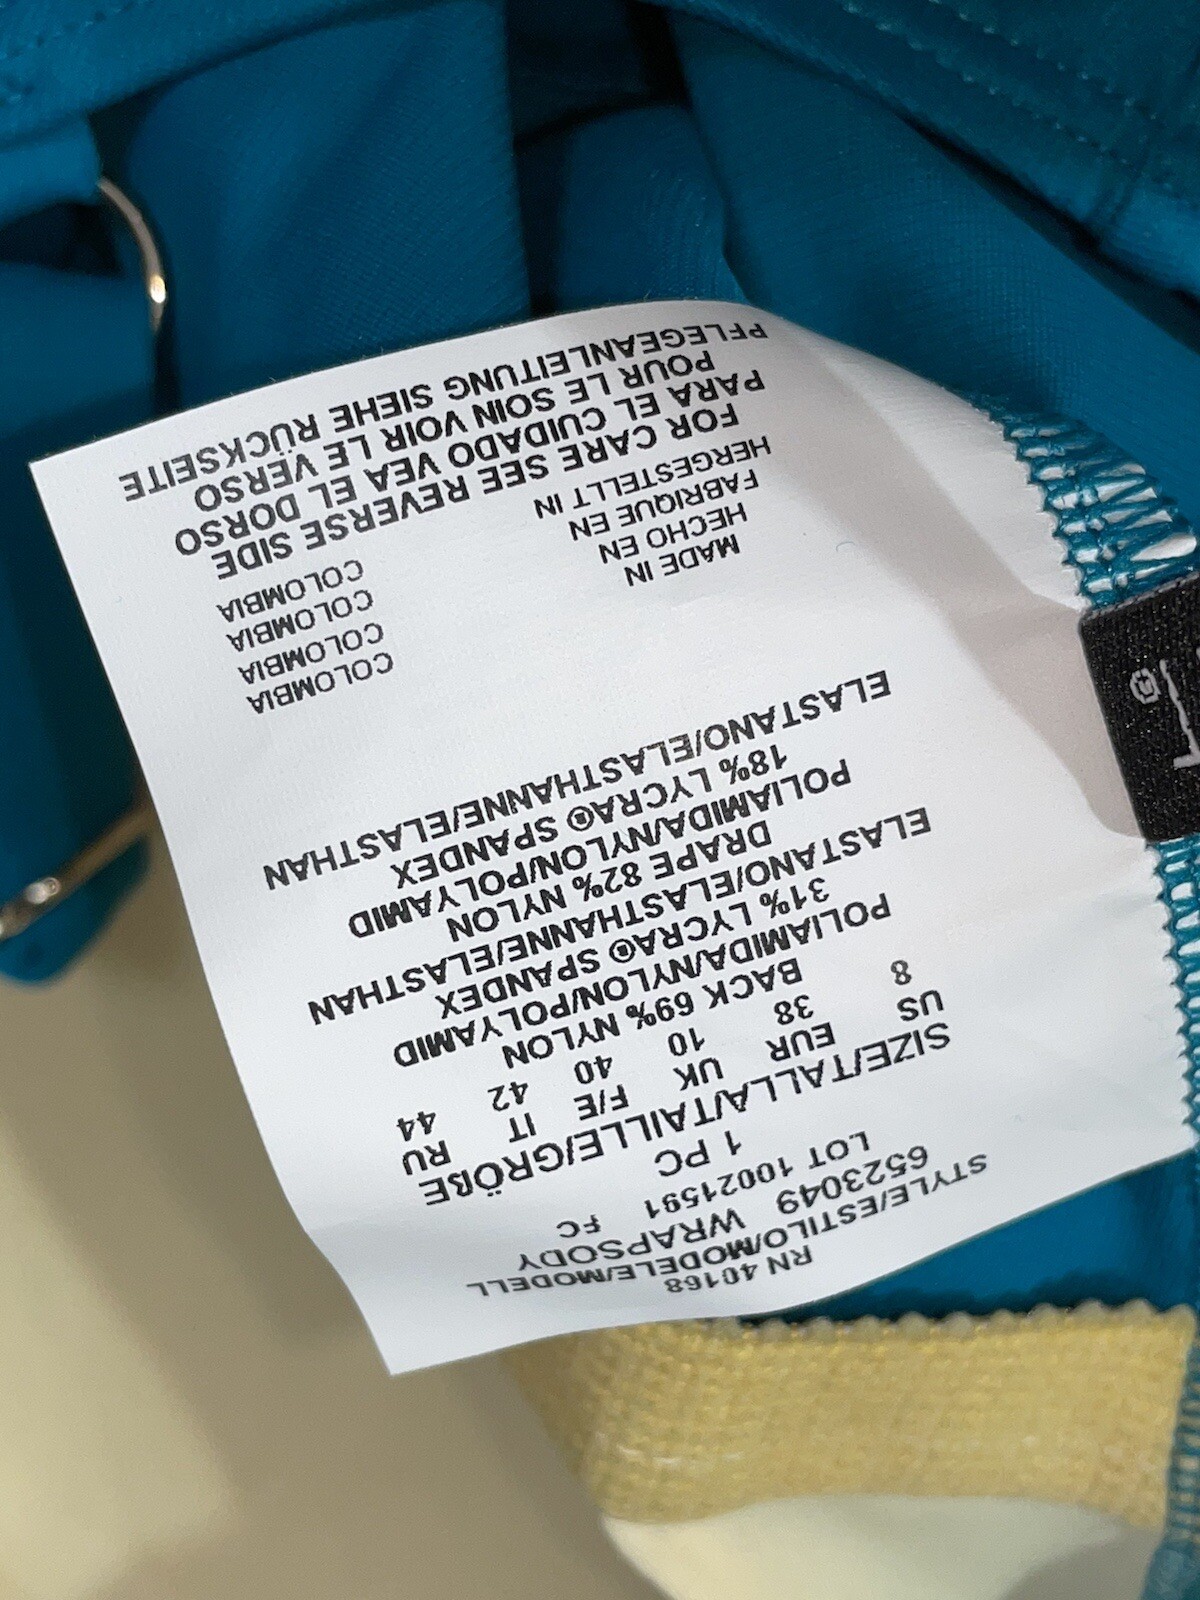 RN 40168
STYLE/ESTILO/MODELE/MODELL
6523049 WRAPSODY
LOT 10021591 FC
1 PC
SIZE/TALLA/TAILLE/GRÖßE
US EUR UK F/E IT RU
8 38 10 40 42 44
BACK 69% NYLON
POLIAMIDA/NYLON/POLYAMID
31% LYCRA® SPANDEX
ELASTANO/ELASTHANNE/ELASTHAN
DRAPE 82% NYLON
POLIAMIDA/NYLON/POLYAMID
18% LYCRA® SPANDEX
ELASTANO/ELASTHANNE/ELASTHAN
MADE IN COLOMBIA
HECHO EN COLOMBIA
FABRIQUE EN COLOMBIA
HERGESTELLT IN COLOMBIA
FOR CARE SEE REVERSE SIDE
PARA EL CUIDADO VEA EL DORSO
POUR LE SOIN VOIR LE VERSO
PFLEGEANLEITUNG SIEHE RÜCKSEITE